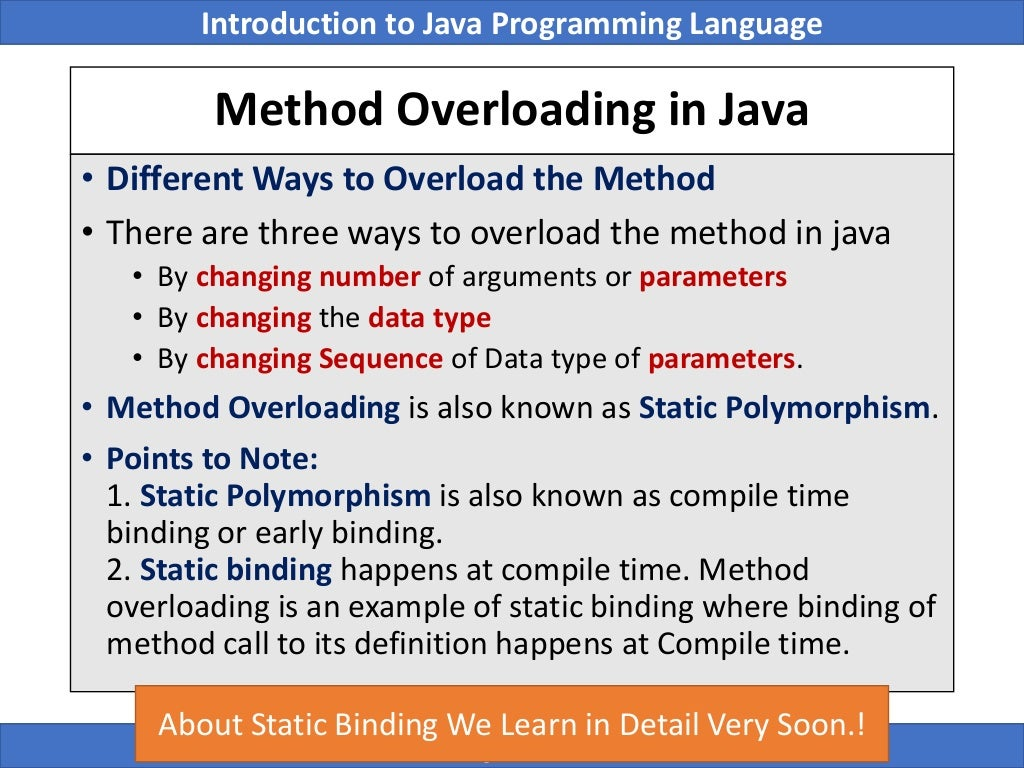 Introduction to Java Programming Language
Method Overloading in Java
• Different Ways to Overload the Method
• There are three ways to overload the method in java
• By changing number of arguments or parameters
• By changing the data type
• By changing Sequence of Data type of parameters.
• Method Overloading is also known as Static Polymorphism.
• Points to Note:
1. Static Polymorphism is also known as compile time
binding or early binding.
2. Static binding happens at compile time. Method
overloading is an example of static binding where binding of
method call to its definition happens at Compile time.
About Static Binding We Learn in Detail Very Soon.!